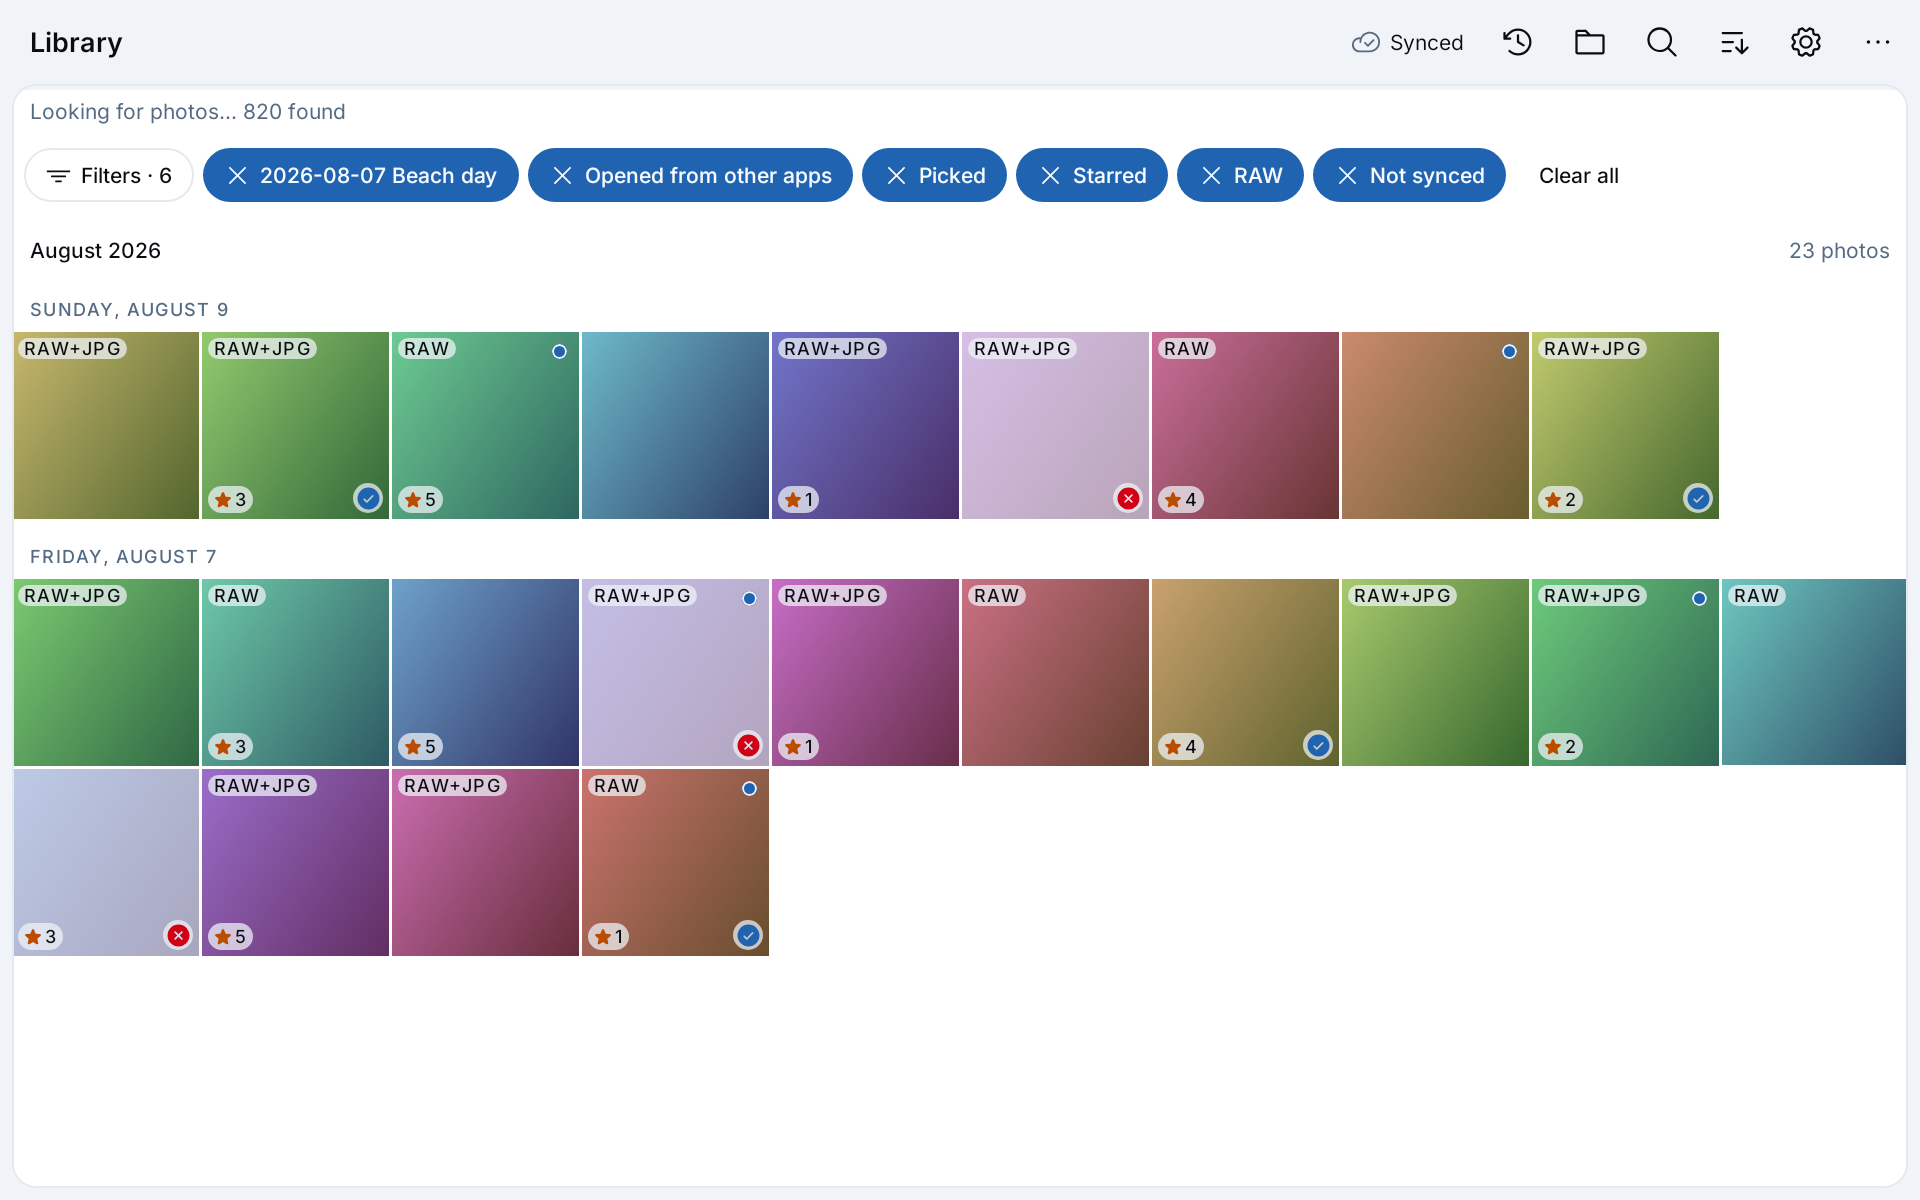 Library
Synced
Looking for photos... 820 found
Filters · 6
2026-08-07 Beach day
Opened from other apps
Picked
Starred
RAW
Not synced
Clear all
August 2026
23 photos
SUNDAY, AUGUST 9
RAW+JPG
RAW+JPG
RAW
RAW+JPG
RAW+JPG
RAW
RAW+JPG
3
5
1
4
2
FRIDAY, AUGUST 7
RAW+JPG
RAW
RAW+JPG
RAW+JPG
RAW
RAW+JPG
RAW+JPG
RAW
3
5
1
4
2
RAW+JPG
RAW+JPG
RAW
3
5
1